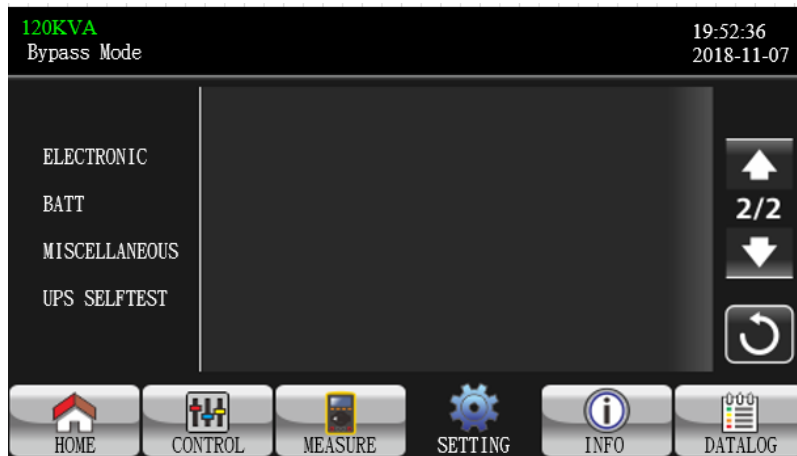 120KVA
Bypass Mode
19:52:36
2018-11-07
ELECTRONIC
BATT
MISCELLANEOUS
UPS SELFTEST
2/2
HOME
CONTROL
MEASURE
SETTING
INFO
DATALOG